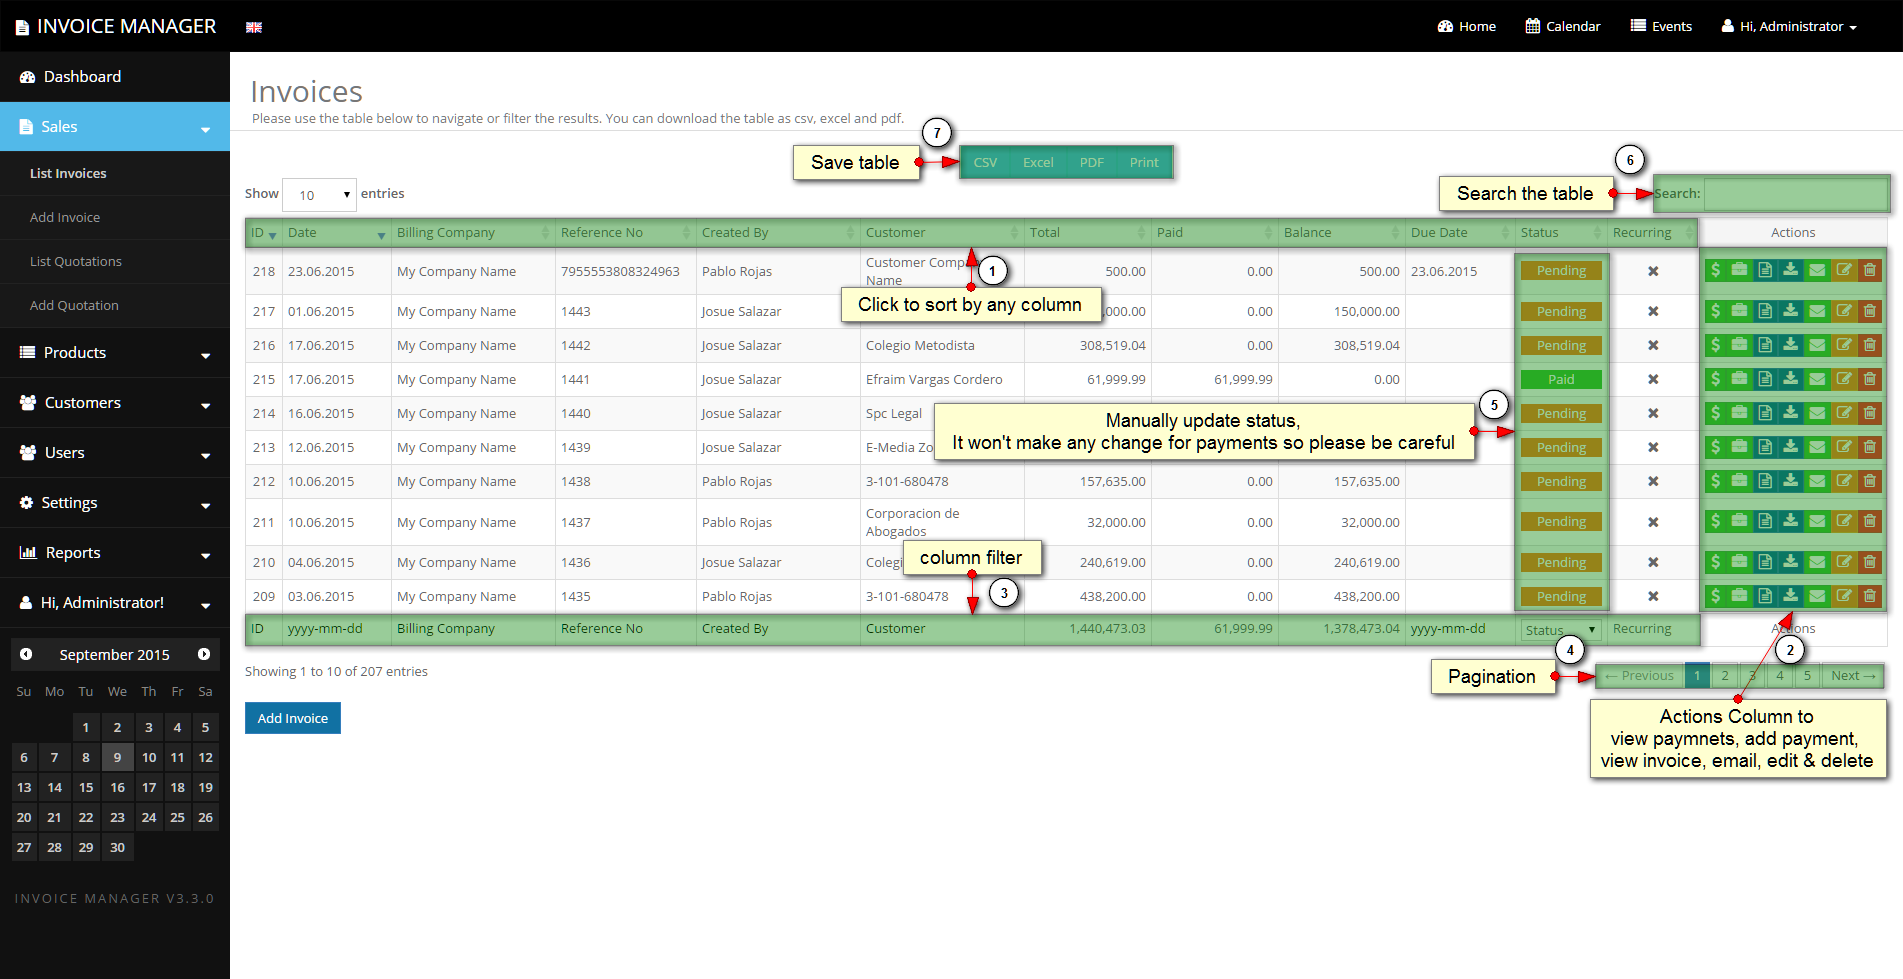 INVOICE MANAGER
Home Calendar Events Hi, Administrator
Dashboard
Sales
List Invoices
Add Invoice
List Quotations
Add Quotation
Products
Customers
Users
Settings
Reports
Hi, Administrator!
September 2015
Su Mo Tu We Th Fr Sa
1 2 3 4 5
6 7 8 9 10 11 12
13 14 15 16 17 18 19
20 21 22 23 24 25 26
27 28 29 30
INVOICE MANAGER V3.3.0
Invoices
Please use the table below to navigate or filter the results. You can download the table as csv, excel and pdf.
7
Save table
CSV Excel PDF Print
6
Search the table
Search:
Show 10 entries
ID Date Billing Company Reference No Created By Customer Total Paid Balance Due Date Status Recurring Actions
218 23.06.2015 My Company Name 7955553808324963 Pablo Rojas Customer Comp
Name 500.00 0.00 500.00 23.06.2015 Pending
1
Click to sort by any column
217 01.06.2015 My Company Name 1443 Josue Salazar 000.00 0.00 150,000.00 Pending
216 17.06.2015 My Company Name 1442 Josue Salazar Colegio Metodista 308,519.04 0.00 308,519.04 Pending
215 17.06.2015 My Company Name 1441 Josue Salazar Efraim Vargas Cordero 61,999.99 61,999.99 0.00 Paid
214 16.06.2015 My Company Name 1440 Josue Salazar Spc Legal Pending
5
Manually update status,
It won't make any change for payments so please be careful
213 12.06.2015 My Company Name 1439 Josue Salazar E-Media Zo Pending
212 10.06.2015 My Company Name 1438 Pablo Rojas 3-101-680478 157,635.00 0.00 157,635.00 Pending
211 10.06.2015 My Company Name 1437 Pablo Rojas Corporacion de
Abogados 32,000.00 0.00 32,000.00 Pending
210 04.06.2015 My Company Name 1436 Josue Salazar Colegi 240,619.00 0.00 240,619.00 Pending
column filter
3
209 03.06.2015 My Company Name 1435 Pablo Rojas 3-101-680478 438,200.00 0.00 438,200.00 Pending
ID yyyy-mm-dd Billing Company Reference No Created By Customer 1,440,473.03 61,999.99 1,378,473.04 yyyy-mm-dd Status Recurring Actions
4
2
Showing 1 to 10 of 207 entries
Pagination
← Previous 1 2 3 4 5 Next →
Add Invoice
Actions Column to
view paymnets, add payment,
view invoice, email, edit & delete